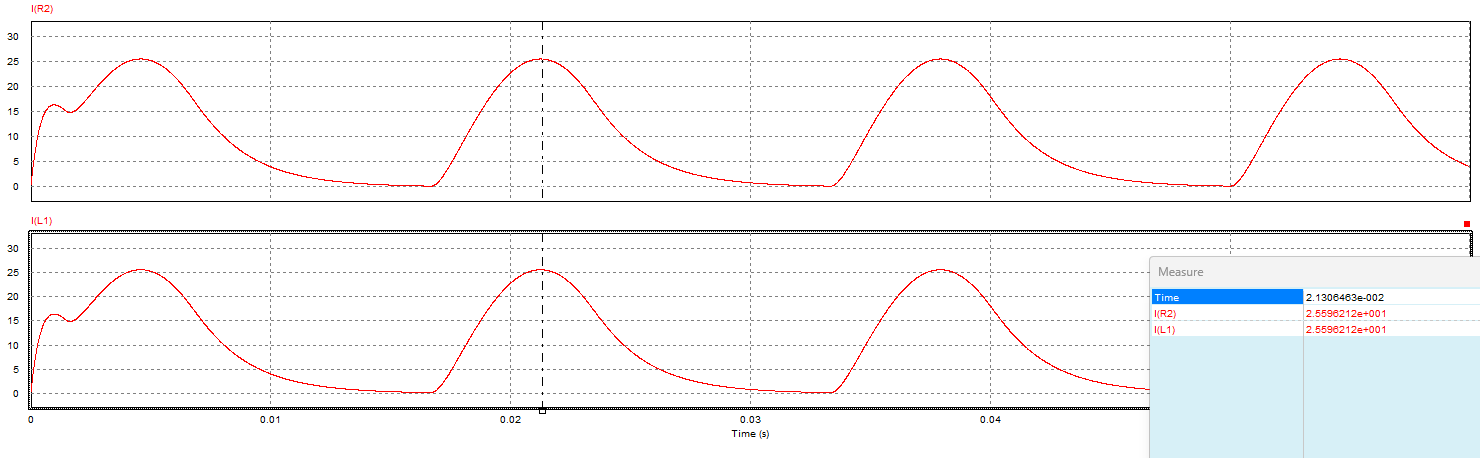 I(R2)
30
25
20
15
10
5
0
I(L1)
30
25
20
15
10
5
0
0
0.01
0.02
0.03
0.04
Time (s)
Measure
Time 2.1306463e-002
I(R2) 2.5596212e+001
I(L1) 2.5596212e+001